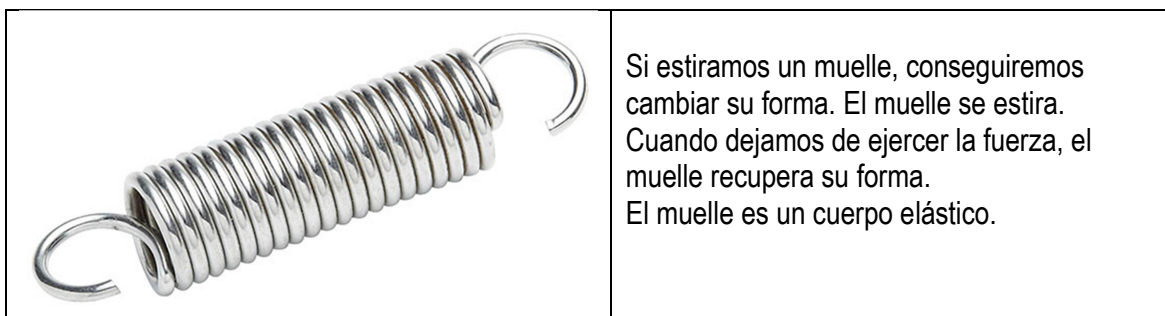 Si estiramos un muelle, conseguiremos
cambiar su forma. El muelle se estira.
Cuando dejamos de ejercer la fuerza, el
muelle recupera su forma.
El muelle es un cuerpo elástico.